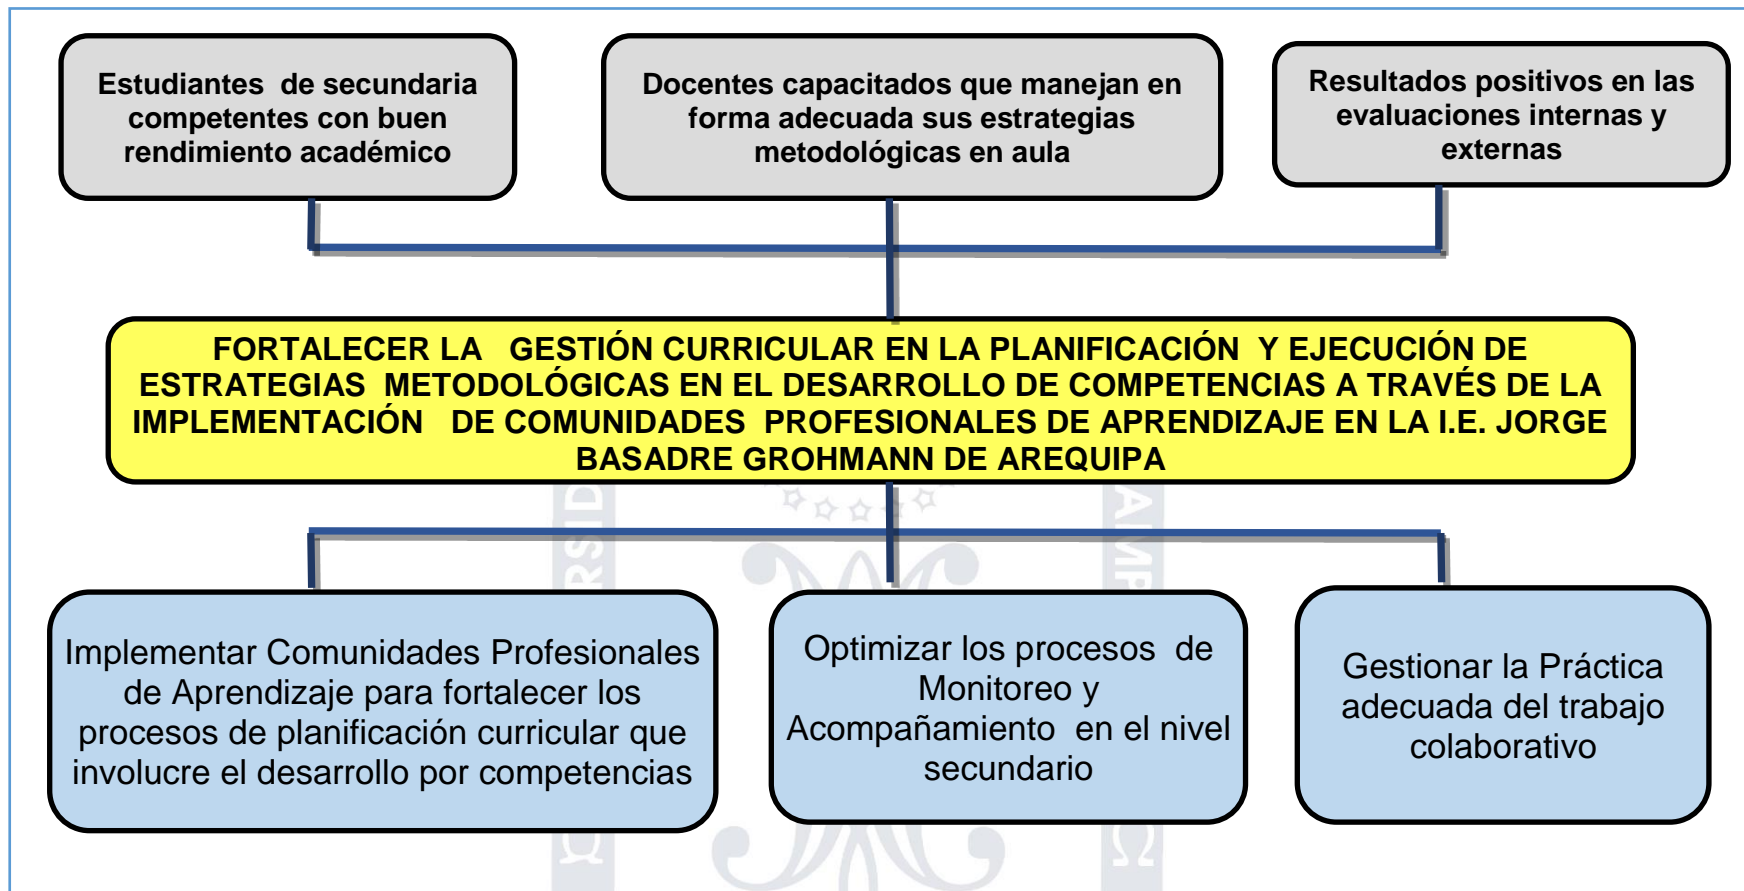 Estudiantes de secundaria
competentes con buen
rendimiento académico
Docentes capacitados que manejan en
forma adecuada sus estrategias
metodológicas en aula
Resultados positivos en las
evaluaciones internas y
externas
FORTALECER LA GESTIÓN CURRICULAR EN LA PLANIFICACIÓN Y EJECUCIÓN DE
ESTRATEGIAS METODOLÓGICAS EN EL DESARROLLO DE COMPETENCIAS A TRAVÉS DE LA
IMPLEMENTACIÓN DE COMUNIDADES PROFESIONALES DE APRENDIZAJE EN LA I.E. JORGE
BASADRE GROHMANN DE AREQUIPA
Implementar Comunidades Profesionales
de Aprendizaje para fortalecer los
procesos de planificación curricular que
involucre el desarrollo por competencias
Optimizar los procesos de
Monitoreo y
Acompañamiento en el nivel
secundario
Gestionar la Práctica
adecuada del trabajo
colaborativo